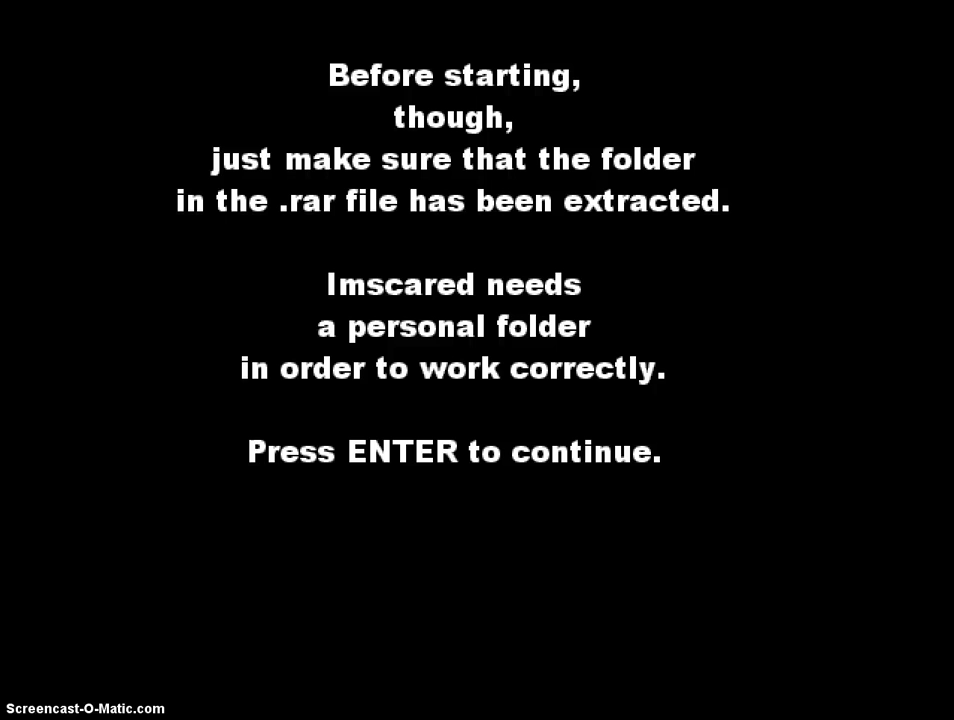 Before starting,
though,
just make sure that the folder
in the .rar file has been extracted.
Imscared needs
a personal folder
in order to work correctly.
Press ENTER to continue.
Screencast-O-Matic.com